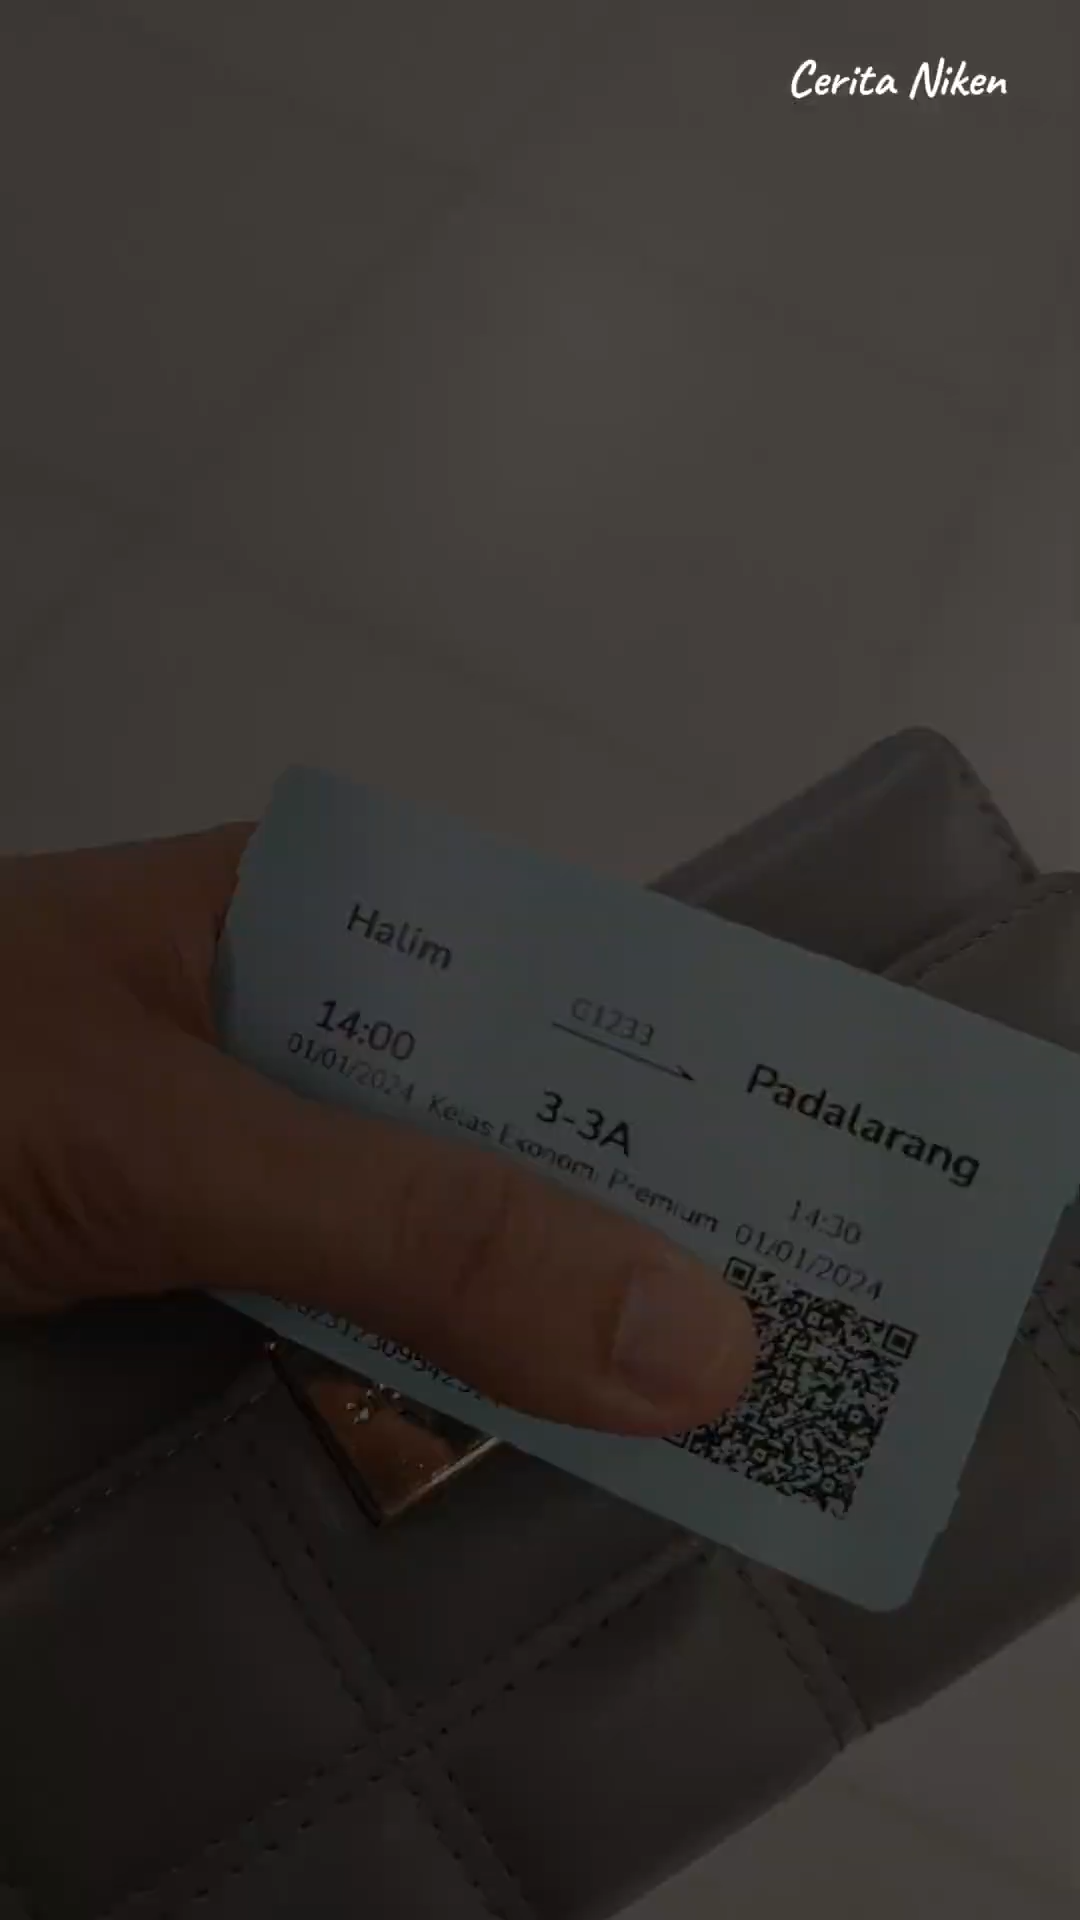 Cerita Niken
Halim
G1233
Padalarang
14:00
3-3A
14:30
01/01/2024
Kelas Ekonomi Premium
01/01/2024